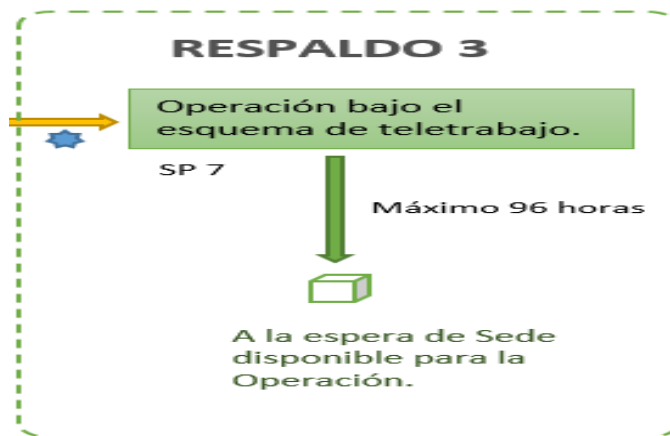 RESPALDO 3
Operación bajo el
esquema de teletrabajo.
SP 7
Máximo 96 horas
A la espera de Sede
disponible para la
Operación.